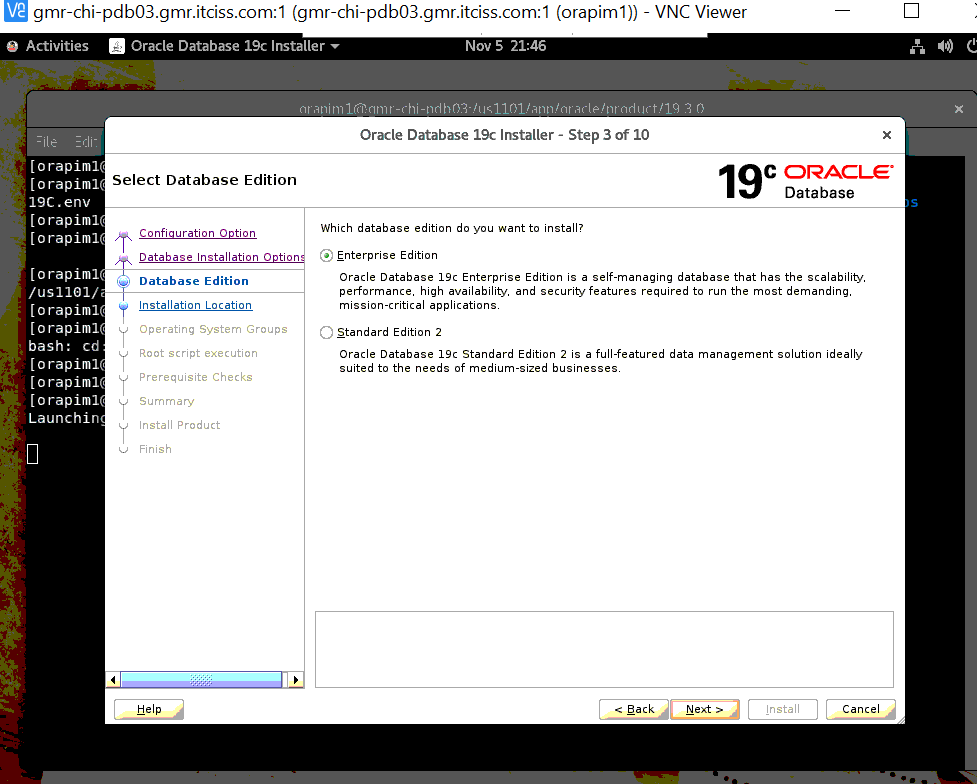 gmr-chi-pdb03.gmr.itciss.com:1 (gmr-chi-pdb03.gmr.itciss.com:1 (orapim1)) - VNC Viewer
Activities Oracle Database 19c Installer Nov 5 21:46
orapim1@gmr-chi-pdb03:/us1101/app/oracle/product/19.3.0
File Edit
Oracle Database 19c Installer - Step 3 of 10
Select Database Edition
19c ORACLE
Database
[orapim1@
[orapim1@
19C.env
[orapim1@
[orapim1@
[orapim1@
/us1101/a
[orapim1@
[orapim1@
bash: cd:
[orapim1@
[orapim1@
[orapim1@
Launching
Configuration Option
Database Installation Options
Database Edition
Installation Location
Operating System Groups
Root script execution
Prerequisite Checks
Summary
Install Product
Finish
Which database edition do you want to install?
Enterprise Edition
Oracle Database 19c Enterprise Edition is a self-managing database that has the scalability,
performance, high availability, and security features required to run the most demanding,
mission-critical applications.
Standard Edition 2
Oracle Database 19c Standard Edition 2 is a full-featured data management solution ideally
suited to the needs of medium-sized businesses.
Help < Back Next > Install Cancel